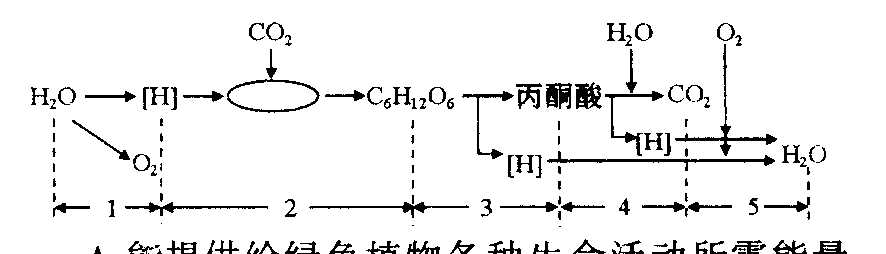 CO₂ H₂O O₂
H₂O [H] C₆H₁₂O₆ 丙酮酸 CO₂
O₂ [H] [H] H₂O
1 2 3 4 5